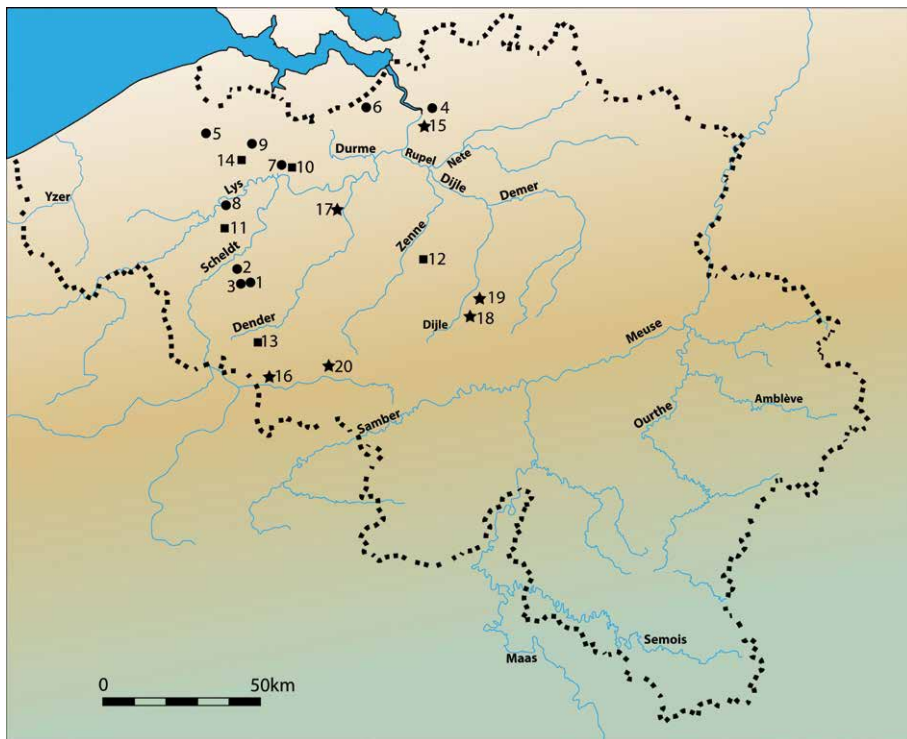 6
4
15
5
9
14
7
10
Durme
Rupel
Nete
Lys
Dijle
Demer
Yzer
8
17
11
Scheldt
Zenne
12
2
3
1
19
18
Dijle
Dender
13
Meuse
16
20
Samber
Ourthe
Amblève
Semois
Maas
0 50km